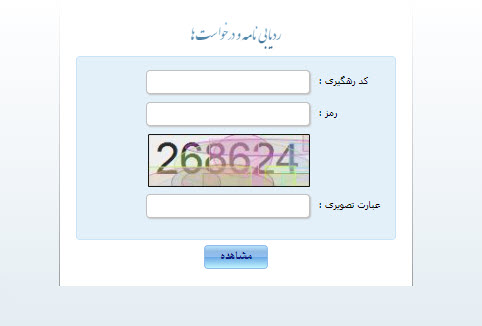 ردیابی نامه و درخواست‌ها
کد رهگیری :
رمز :
268624
عبارت تصویری :
مشاهده